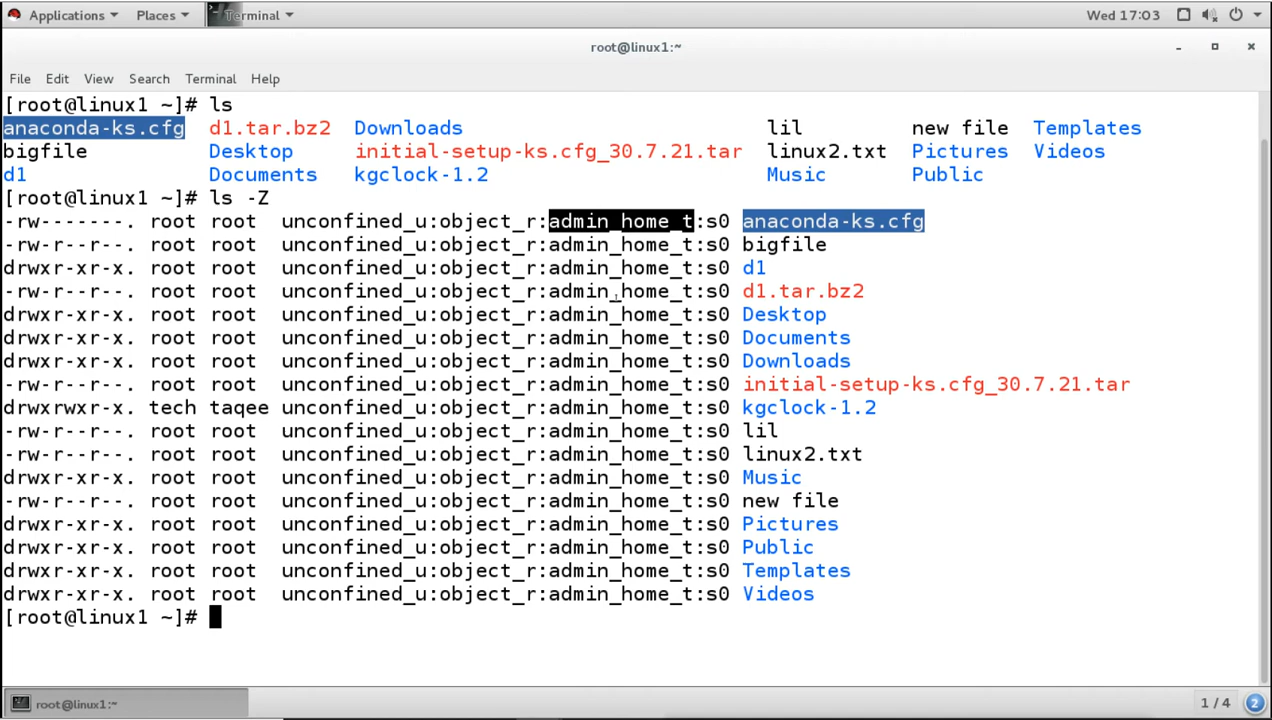 Applications Places Terminal Wed 17:03
root@linux1:~
File Edit View Search Terminal Help
[root@linux1 ~]# ls
anaconda-ks.cfg d1.tar.bz2 Downloads lil new file Templates
bigfile Desktop initial-setup-ks.cfg_30.7.21.tar linux2.txt Pictures Videos
d1 Documents kgclock-1.2 Music Public
[root@linux1 ~]# ls -Z
-rw-------. root root unconfined_u:object_r:admin_home_t:s0 anaconda-ks.cfg
-rw-r--r--. root root unconfined_u:object_r:admin_home_t:s0 bigfile
drwxr-xr-x. root root unconfined_u:object_r:admin_home_t:s0 d1
-rw-r--r--. root root unconfined_u:object_r:admin_home_t:s0 d1.tar.bz2
drwxr-xr-x. root root unconfined_u:object_r:admin_home_t:s0 Desktop
drwxr-xr-x. root root unconfined_u:object_r:admin_home_t:s0 Documents
drwxr-xr-x. root root unconfined_u:object_r:admin_home_t:s0 Downloads
-rw-r--r--. root root unconfined_u:object_r:admin_home_t:s0 initial-setup-ks.cfg_30.7.21.tar
drwxrwxr-x. tech taqee unconfined_u:object_r:admin_home_t:s0 kgclock-1.2
-rw-r--r--. root root unconfined_u:object_r:admin_home_t:s0 lil
-rw-r--r--. root root unconfined_u:object_r:admin_home_t:s0 linux2.txt
drwxr-xr-x. root root unconfined_u:object_r:admin_home_t:s0 Music
-rw-r--r--. root root unconfined_u:object_r:admin_home_t:s0 new file
drwxr-xr-x. root root unconfined_u:object_r:admin_home_t:s0 Pictures
drwxr-xr-x. root root unconfined_u:object_r:admin_home_t:s0 Public
drwxr-xr-x. root root unconfined_u:object_r:admin_home_t:s0 Templates
drwxr-xr-x. root root unconfined_u:object_r:admin_home_t:s0 Videos
[root@linux1 ~]#
root@linux1:~ 1 / 4 2